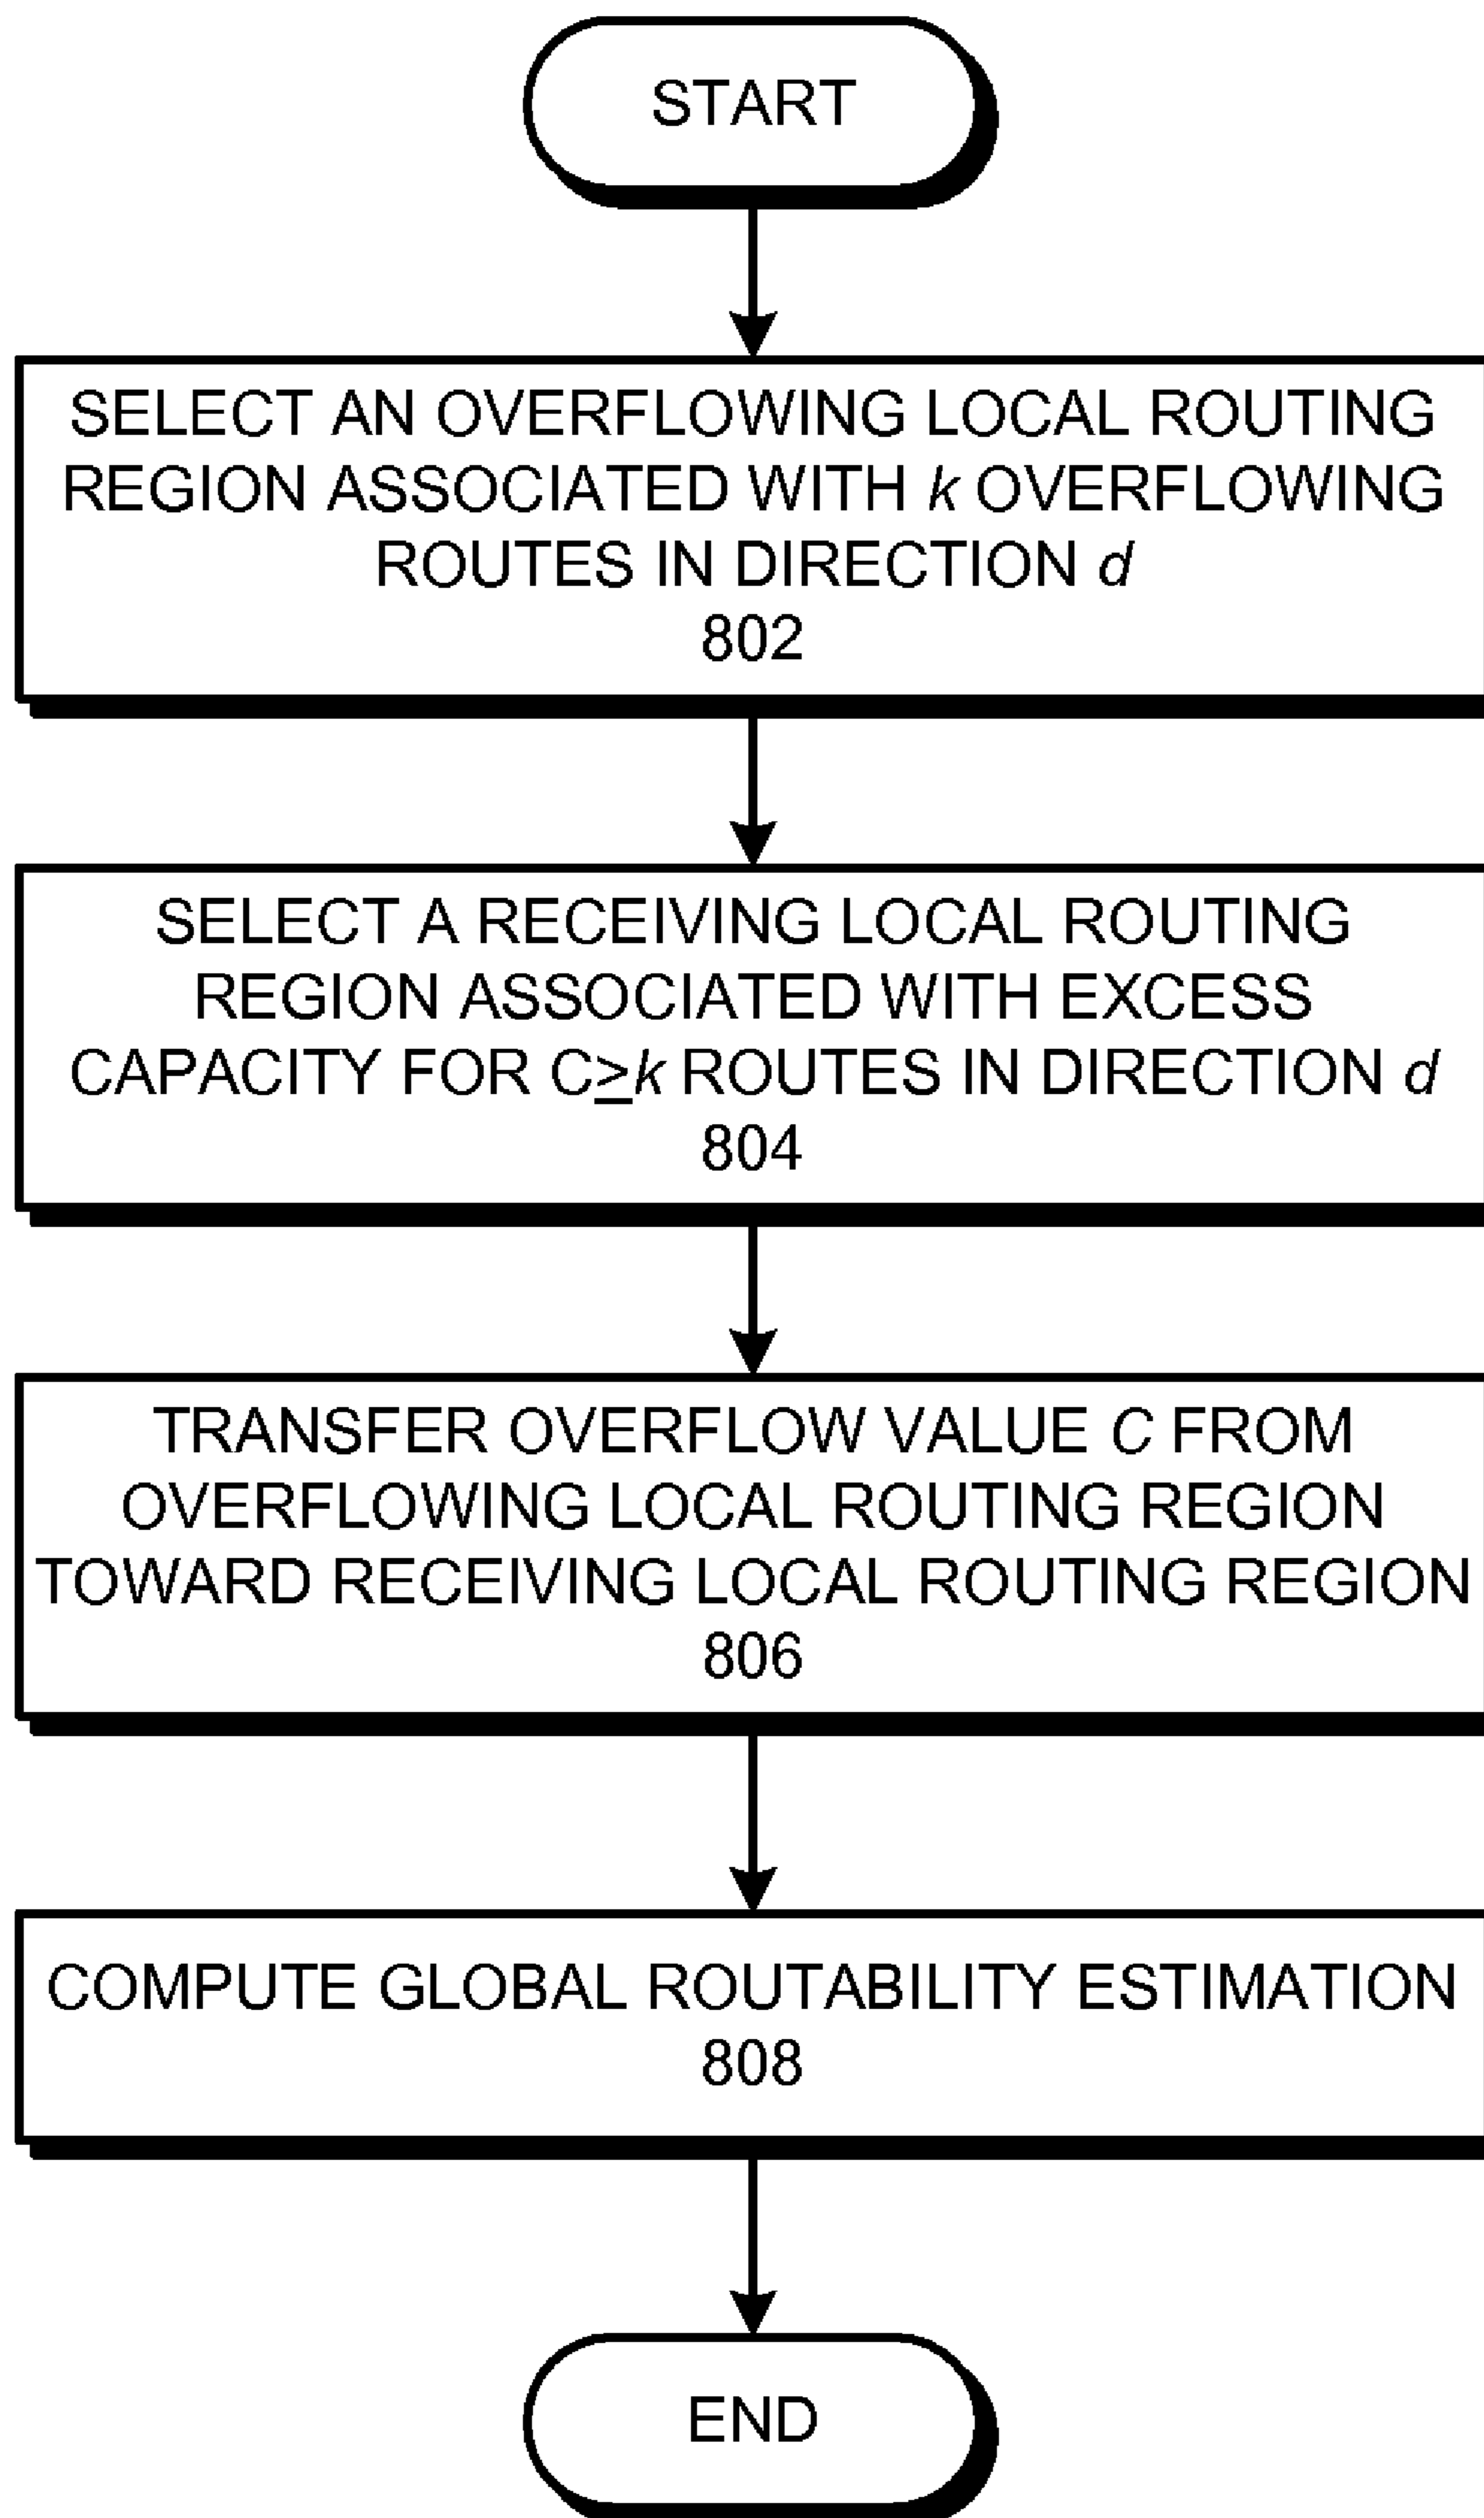 START
SELECT AN OVERFLOWING LOCAL ROUTING
REGION ASSOCIATED WITH k OVERFLOWING
ROUTES IN DIRECTION d
802
SELECT A RECEIVING LOCAL ROUTING
REGION ASSOCIATED WITH EXCESS
CAPACITY FOR C≥k ROUTES IN DIRECTION d
804
TRANSFER OVERFLOW VALUE C FROM
OVERFLOWING LOCAL ROUTING REGION
TOWARD RECEIVING LOCAL ROUTING REGION
806
COMPUTE GLOBAL ROUTABILITY ESTIMATION
808
END